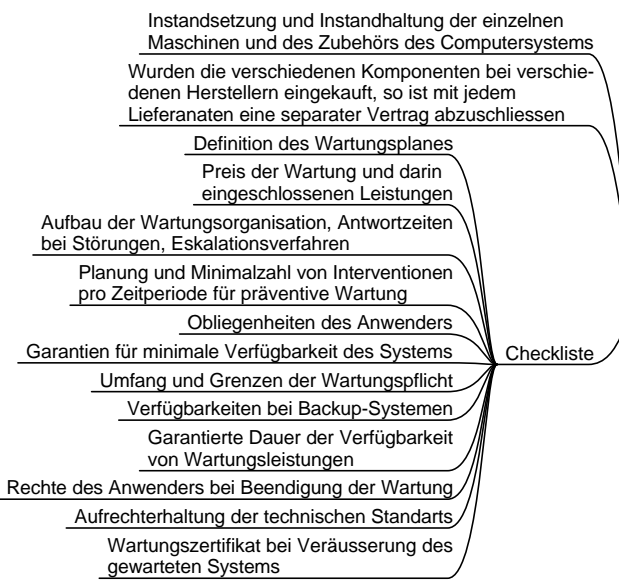 Instandsetzung und Instandhaltung der einzelnen
Maschinen und des Zubehörs des Computersystems
Wurden die verschiedenen Komponenten bei verschie-
denen Herstellern eingekauft, so ist mit jedem
Lieferanaten eine separater Vertrag abzuschliessen
Definition des Wartungsplanes
Preis der Wartung und darin
eingeschlossenen Leistungen
Aufbau der Wartungsorganisation, Antwortzeiten
bei Störungen, Eskalationsverfahren
Planung und Minimalzahl von Interventionen
pro Zeitperiode für präventive Wartung
Obliegenheiten des Anwenders
Garantien für minimale Verfügbarkeit des Systems
Checkliste
Umfang und Grenzen der Wartungspflicht
Verfügbarkeiten bei Backup-Systemen
Garantierte Dauer der Verfügbarkeit
von Wartungsleistungen
Rechte des Anwenders bei Beendigung der Wartung
Aufrechterhaltung der technischen Standarts
Wartungszertifikat bei Veräusserung des
gewarteten Systems